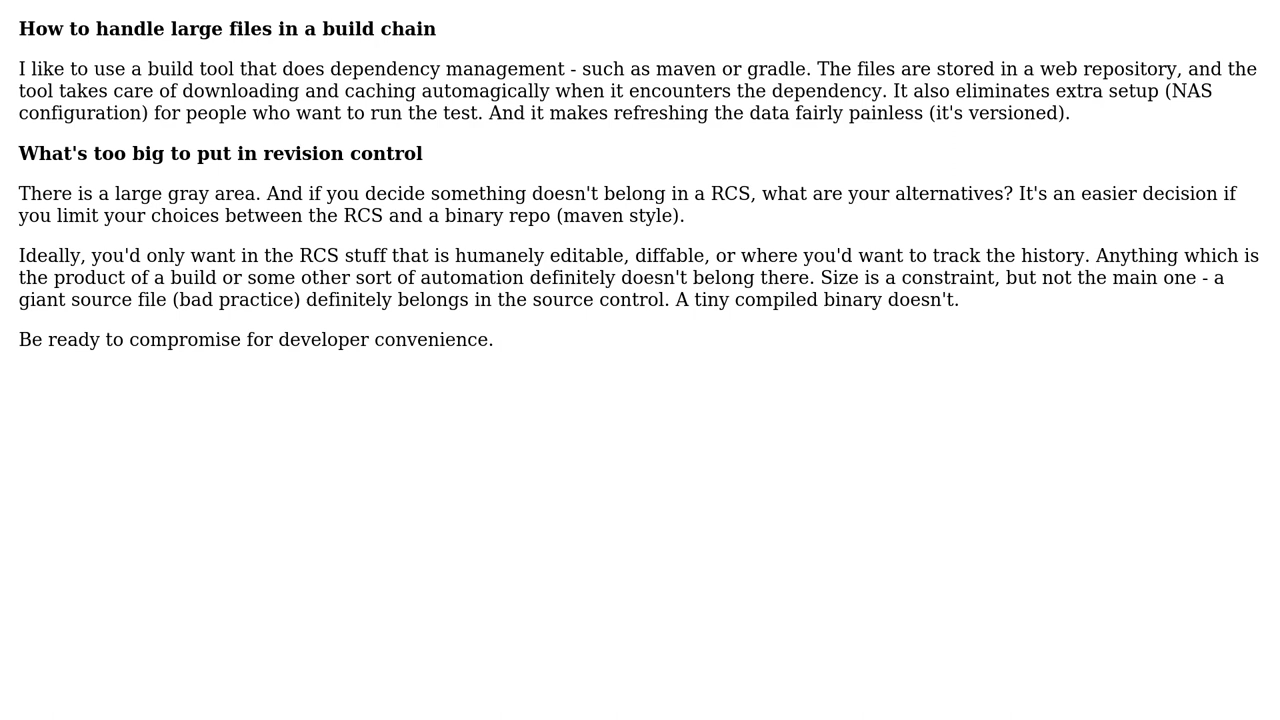 How to handle large files in a build chain
I like to use a build tool that does dependency management - such as maven or gradle. The files are stored in a web repository, and the
tool takes care of downloading and caching automagically when it encounters the dependency. It also eliminates extra setup (NAS
configuration) for people who want to run the test. And it makes refreshing the data fairly painless (it's versioned).
What's too big to put in revision control
There is a large gray area. And if you decide something doesn't belong in a RCS, what are your alternatives? It's an easier decision if
you limit your choices between the RCS and a binary repo (maven style).
Ideally, you'd only want in the RCS stuff that is humanely editable, diffable, or where you'd want to track the history. Anything which is
the product of a build or some other sort of automation definitely doesn't belong there. Size is a constraint, but not the main one - a
giant source file (bad practice) definitely belongs in the source control. A tiny compiled binary doesn't.
Be ready to compromise for developer convenience.